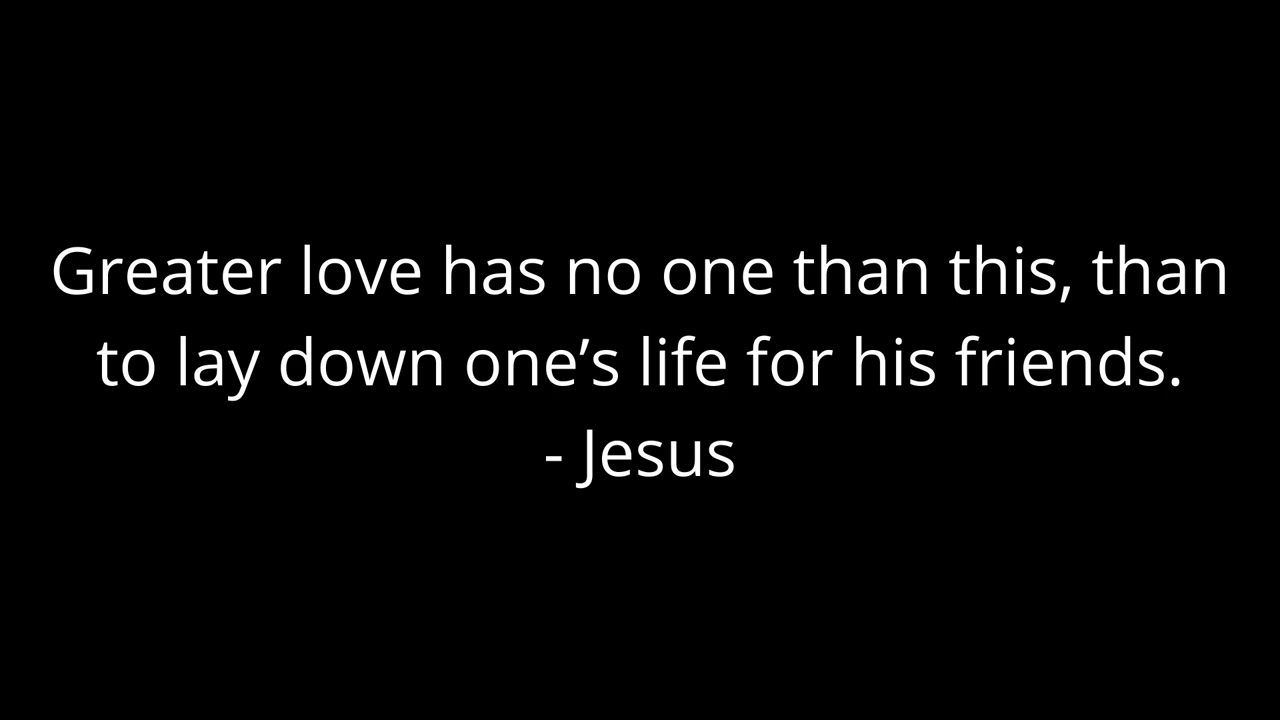 Greater love has no one than this, than
to lay down one’s life for his friends.
- Jesus